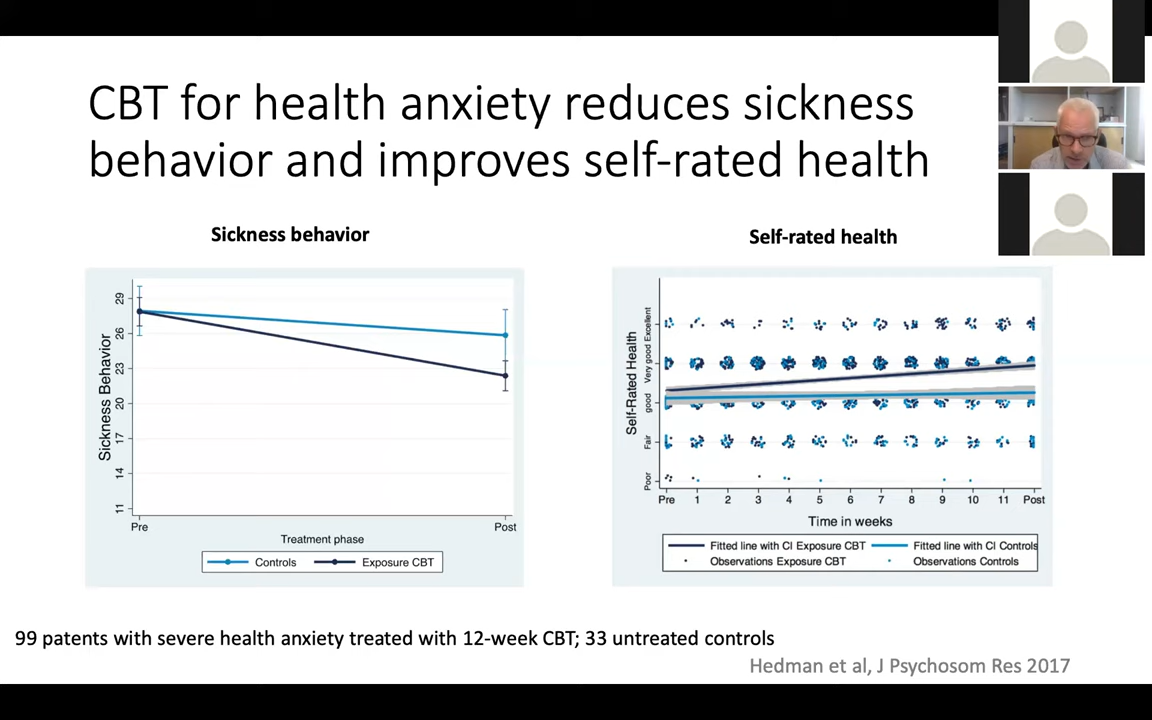 CBT for health anxiety reduces sickness
behavior and improves self-rated health
Sickness behavior
29
26
23
20
17
14
11
Sickness Behavior
Pre
Post
Treatment phase
Controls
Exposure CBT
Self-rated health
Self-Rated Health
Excellent
Very good
good
Fair
Poor
Pre 1 2 3 4 5 6 7 8 9 10 11 Post
Time in weeks
Fitted line with CI Exposure CBT
Fitted line with CI Controls
Observations Exposure CBT
Observations Controls
99 patents with severe health anxiety treated with 12-week CBT; 33 untreated controls
Hedman et al, J Psychosom Res 2017